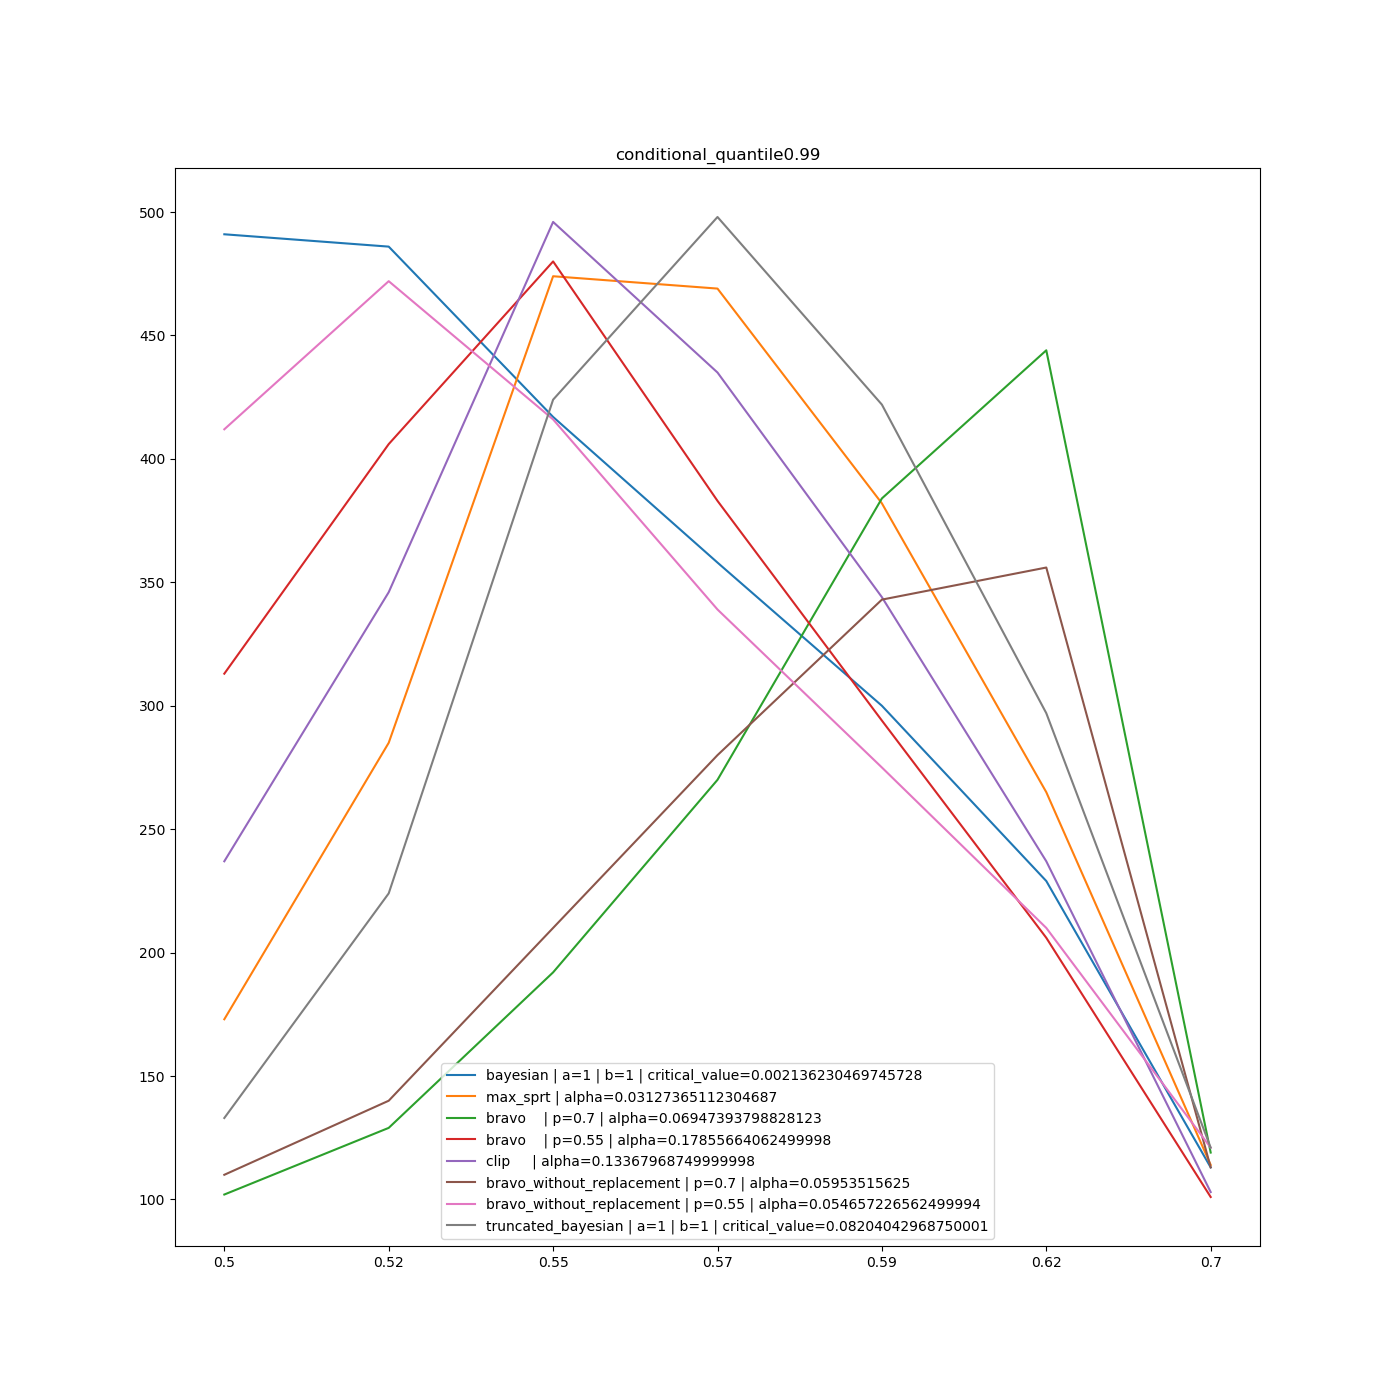 conditional_quantile0.99
500
450
400
350
300
250
200
150
100
bayesian | a=1 | b=1 | critical_value=0.002136230469745728
max_sprt | alpha=0.03127365112304687
bravo    | p=0.7 | alpha=0.06947393798828123
bravo    | p=0.55 | alpha=0.17855664062499998
clip     | alpha=0.13367968749999998
bravo_without_replacement | p=0.7 | alpha=0.05953515625
bravo_without_replacement | p=0.55 | alpha=0.054657226562499994
truncated_bayesian | a=1 | b=1 | critical_value=0.08204042968750001
0.5 0.52 0.55 0.57 0.59 0.62 0.7